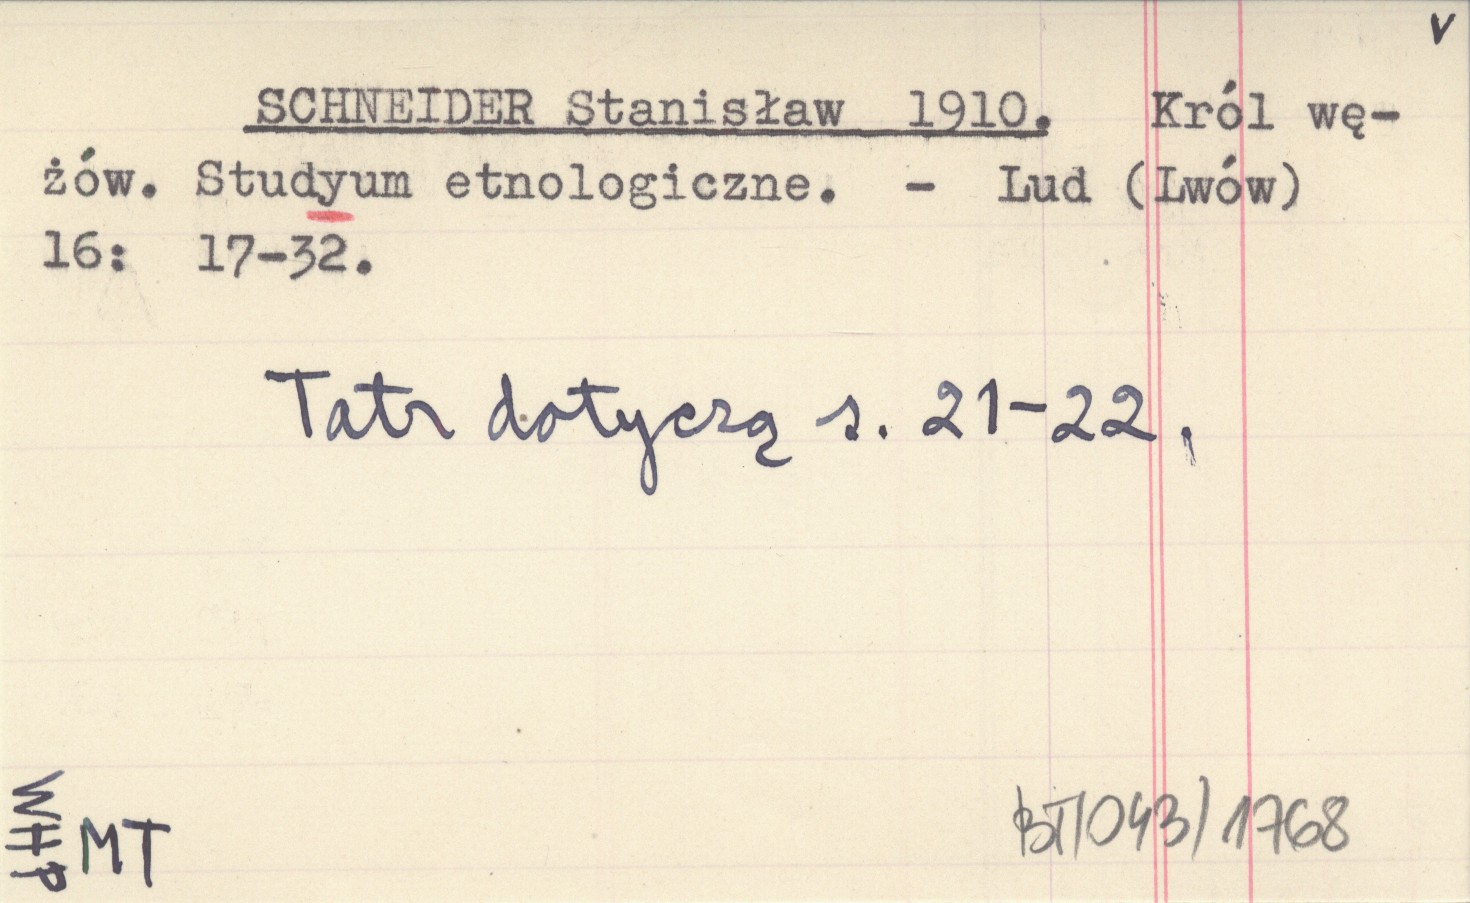 v
SCHNEIDER Stanisław 1910. Król wę-
żów. Studyum etnologiczne. - Lud (Lwów)
16: 17-32.
Tatr dotyczą s. 21-22.
WHP
MT
BT/043/1768